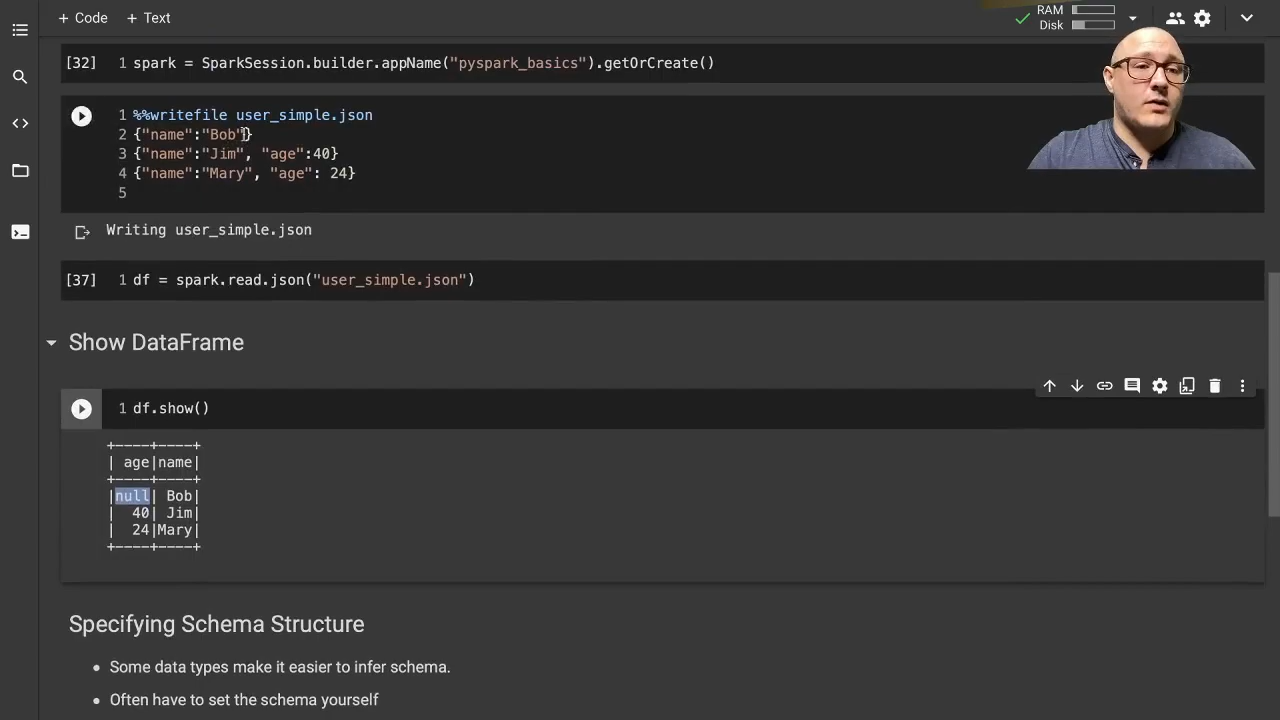 + Code + Text
RAM
Disk
[32] 1 spark = SparkSession.builder.appName("pyspark_basics").getOrCreate()
1 %%writefile user_simple.json
2 {"name":"Bob"}
3 {"name":"Jim", "age":40}
4 {"name":"Mary", "age": 24}
5
Writing user_simple.json
[37] 1 df = spark.read.json("user_simple.json")
Show DataFrame
1 df.show()
+----+----+
| age|name|
+----+----+
|null| Bob|
| 40| Jim|
| 24|Mary|
+----+----+
Specifying Schema Structure
• Some data types make it easier to infer schema.
• Often have to set the schema yourself